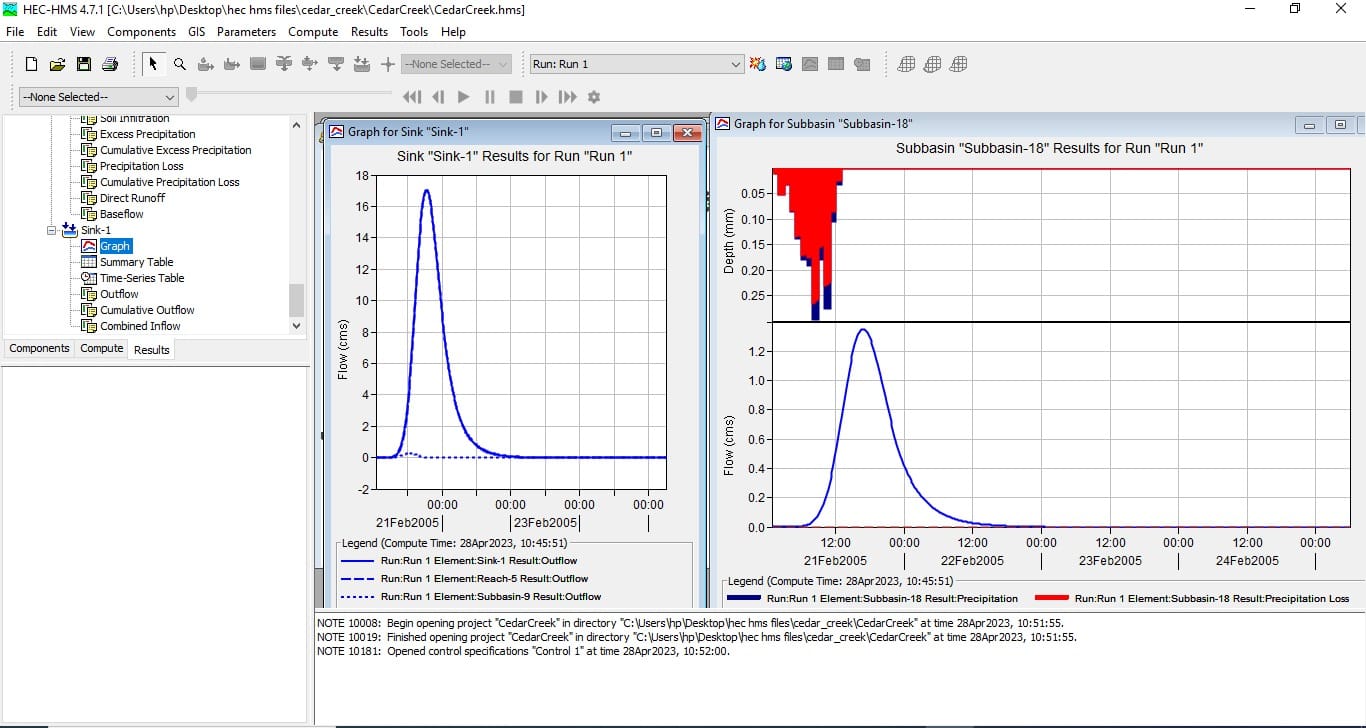 HEC-HMS 4.7.1 [C:\Users\hp\Desktop\hec hms files\cedar_creek\CedarCreek\CedarCreek.hms]
File Edit View Components GIS Parameters Compute Results Tools Help
--None Selected-- Run: Run 1
--None Selected--
Soil Infiltration
Excess Precipitation
Cumulative Excess Precipitation
Precipitation Loss
Cumulative Precipitation Loss
Direct Runoff
Baseflow
Sink-1
Graph
Summary Table
Time-Series Table
Outflow
Cumulative Outflow
Combined Inflow
Components Compute Results
Graph for Sink "Sink-1"
Sink "Sink-1" Results for Run "Run 1"
18
16
14
12
10
8
6
4
2
0
-2
Flow (cms)
00:00 00:00 00:00 00:00
21Feb2005 23Feb2005
Legend (Compute Time: 28Apr2023, 10:45:51)
Run:Run 1 Element:Sink-1 Result:Outflow
Run:Run 1 Element:Reach-5 Result:Outflow
Run:Run 1 Element:Subbasin-9 Result:Outflow
Graph for Subbasin "Subbasin-18"
Subbasin "Subbasin-18" Results for Run "Run 1"
0.05
0.10
0.15
0.20
0.25
Depth (mm)
1.2
1.0
0.8
0.6
0.4
0.2
0.0
Flow (cms)
12:00 00:00 12:00 00:00 12:00 00:00 12:00 00:00
21Feb2005 22Feb2005 23Feb2005 24Feb2005
Legend (Compute Time: 28Apr2023, 10:45:51)
Run:Run 1 Element:Subbasin-18 Result:Precipitation Run:Run 1 Element:Subbasin-18 Result:Precipitation Loss
NOTE 10008: Begin opening project "CedarCreek" in directory "C:\Users\hp\Desktop\hec hms files\cedar_creek\CedarCreek" at time 28Apr2023, 10:51:55.
NOTE 10019: Finished opening project "CedarCreek" in directory "C:\Users\hp\Desktop\hec hms files\cedar_creek\CedarCreek" at time 28Apr2023, 10:51:55.
NOTE 10181: Opened control specifications "Control 1" at time 28Apr2023, 10:52:00.